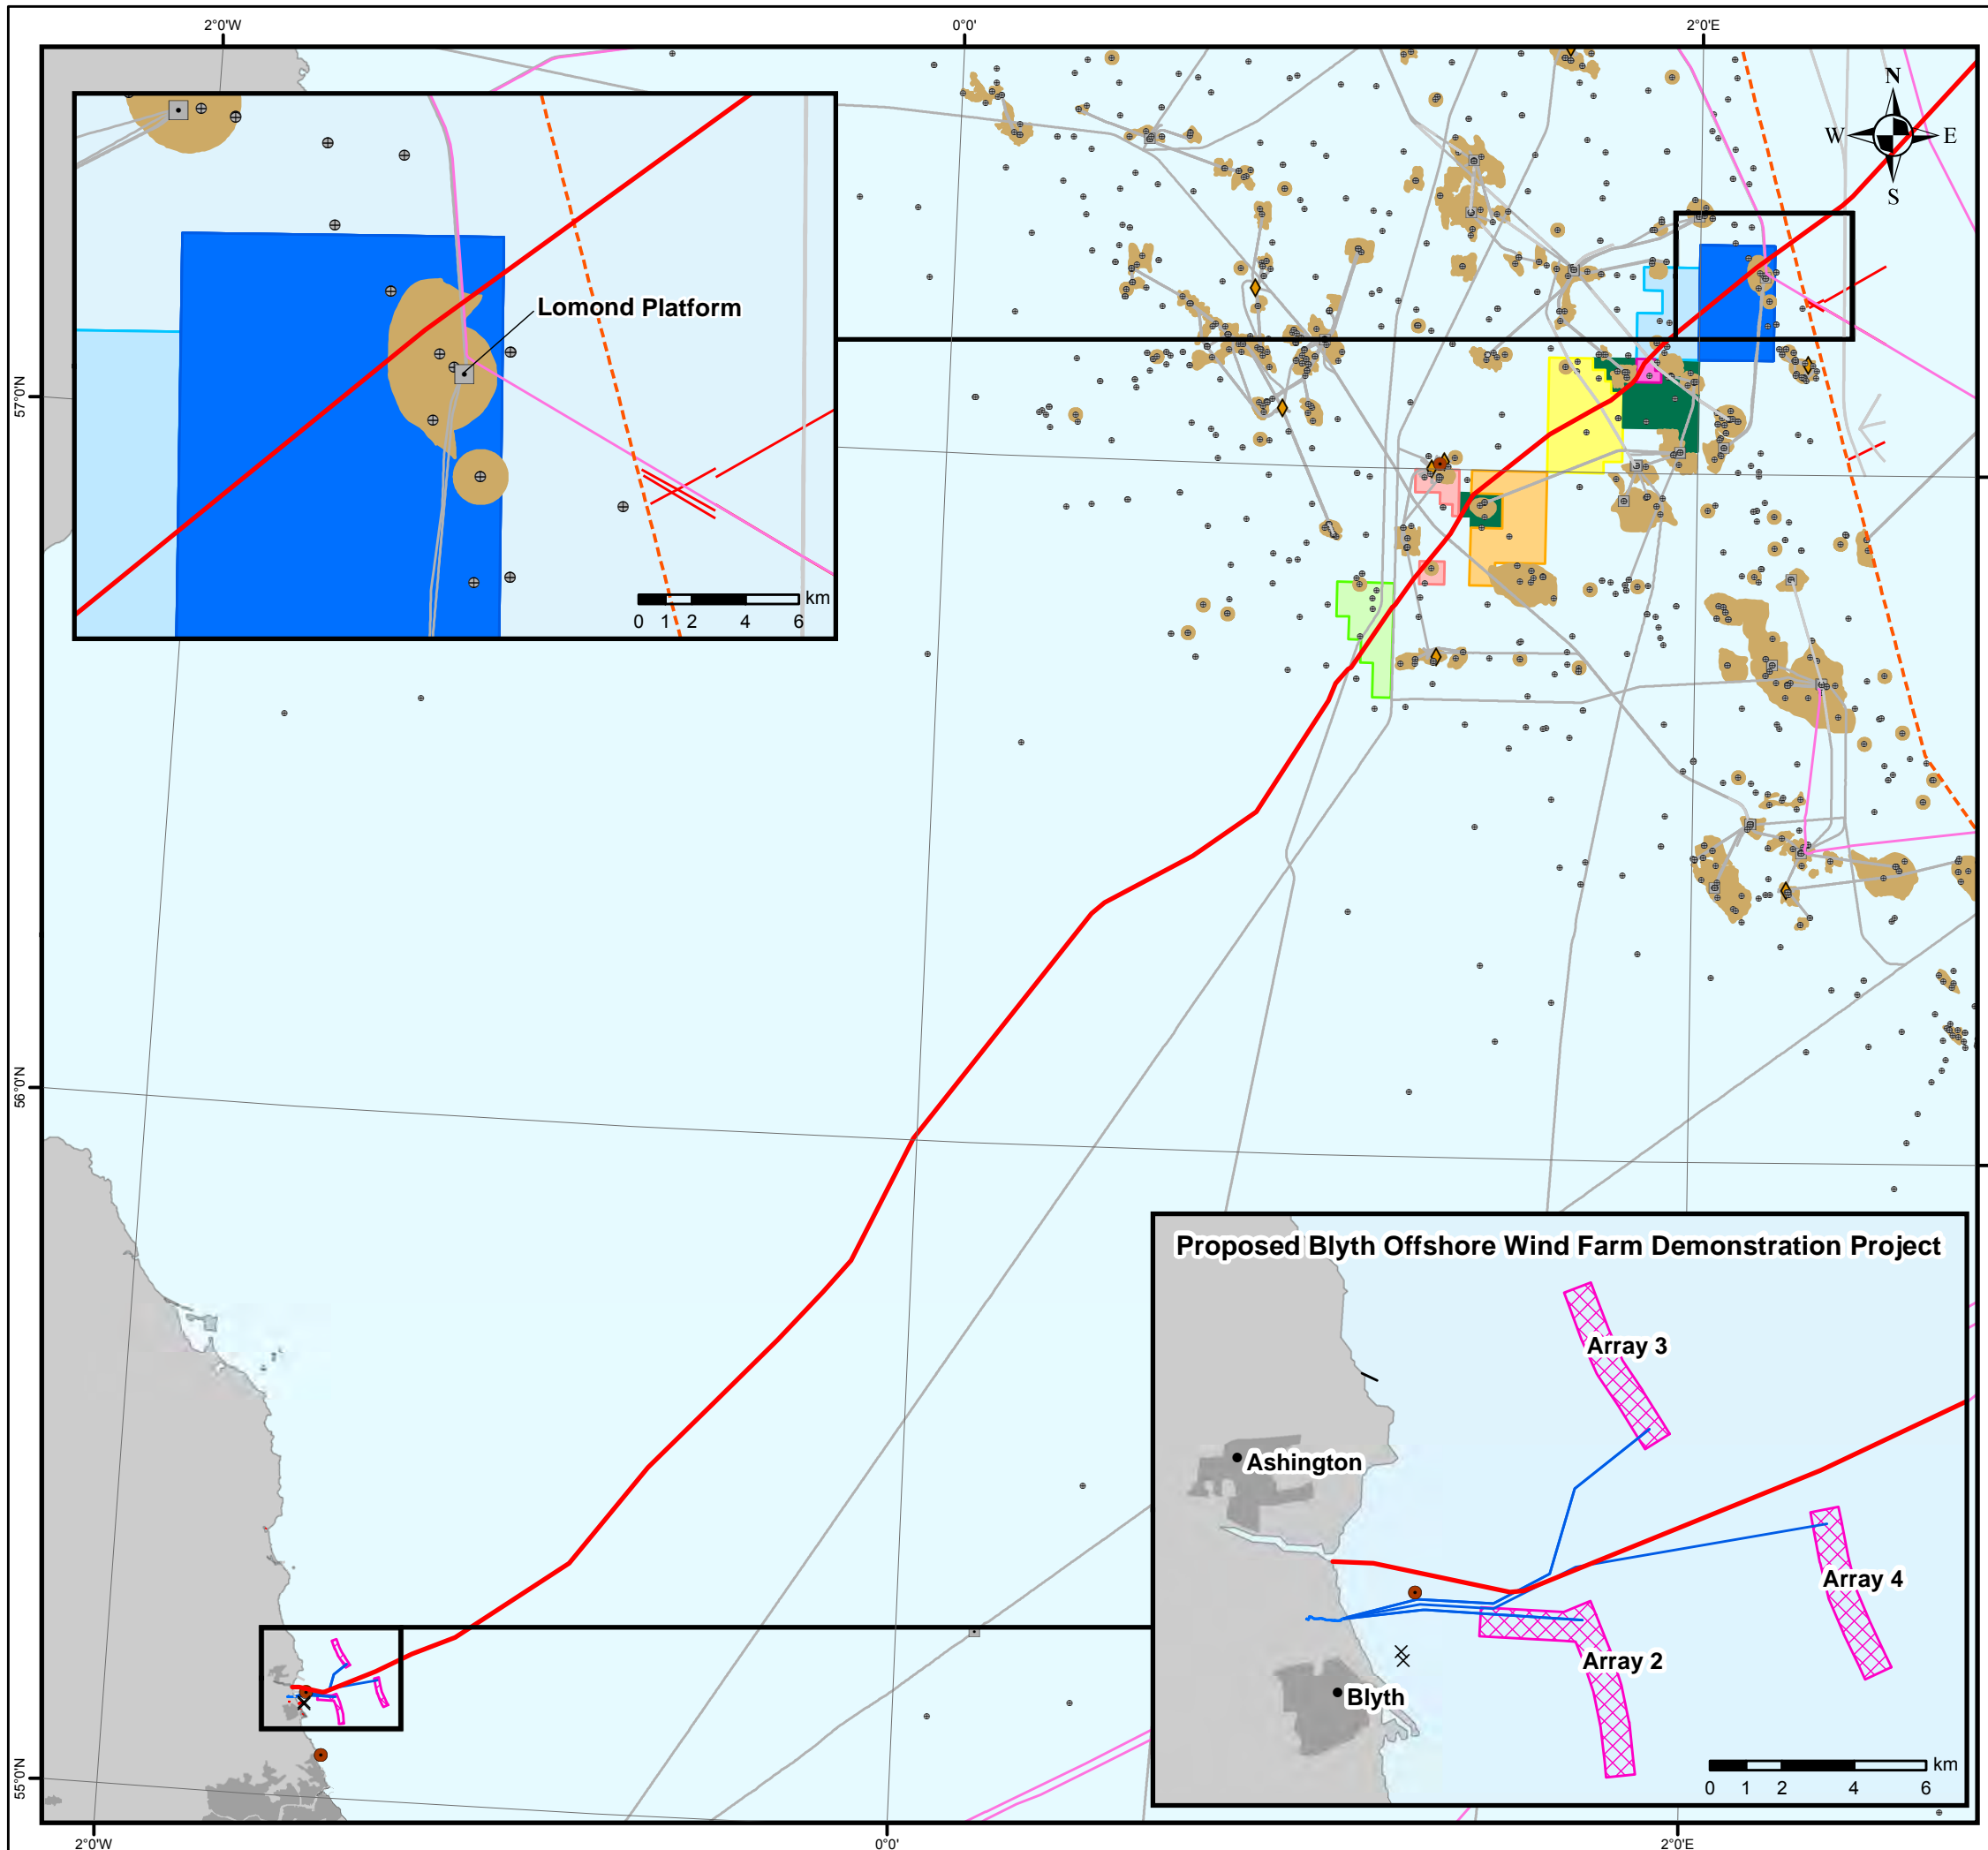 2°0'W
0°0'
2°0'E
N
W
E
S
Lomond Platform
km
0 1 2 4 6
57°0'N
56°0'N
55°0'N
Proposed Blyth Offshore Wind Farm Demonstration Project
Array 3
Ashington
Array 4
Array 2
Blyth
km
0 1 2 4 6
2°0'W
0°0'
2°0'E